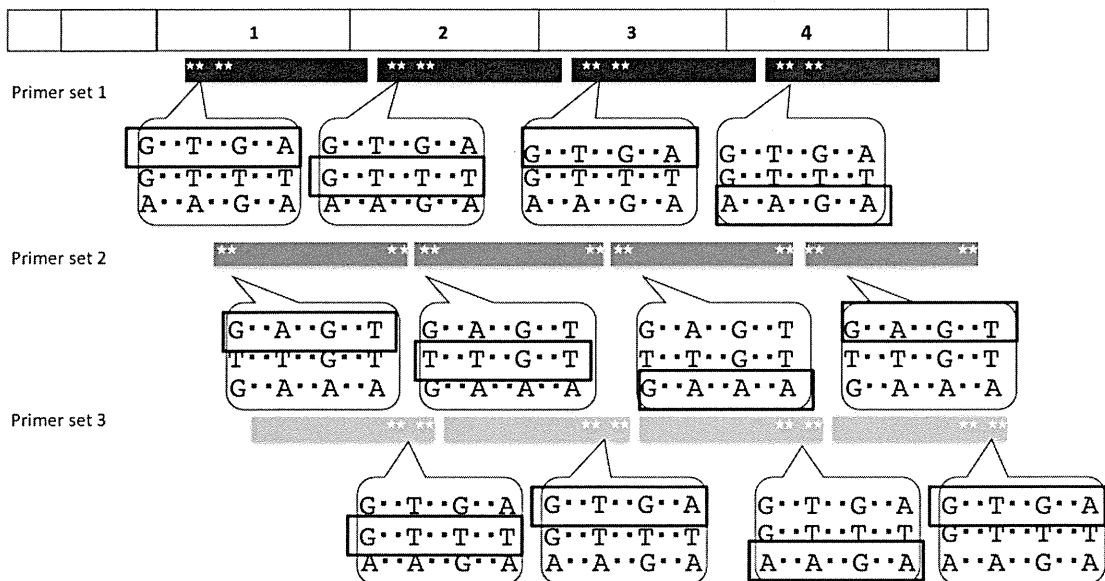 1 2 3 4
** ** ** ** ** ** ** **
Primer set 1
G··T··G··A G··T··G··A G··T··G··A G··T··G··A
G··T··T··T G··T··T··T G··T··T··T G··T··T··T
A··A··G··A A··A··G··A A··A··G··A A··A··G··A
** ** ** ** ** ** ** **
Primer set 2
G··A··G··T G··A··G··T G··A··G··T G··A··G··T
T··T··G··T T··T··G··T T··T··G··T T··T··G··T
G··A··A··A G··A··A··A G··A··A··A G··A··A··A
Primer set 3
** ** ** ** ** ** ** **
G··T··G··A G··T··G··A G··T··G··A G··T··G··A
G··T··T··T G··T··T··T G··T··T··T G··T··T··T
A··A··G··A A··A··G··A A··A··G··A A··A··G··A